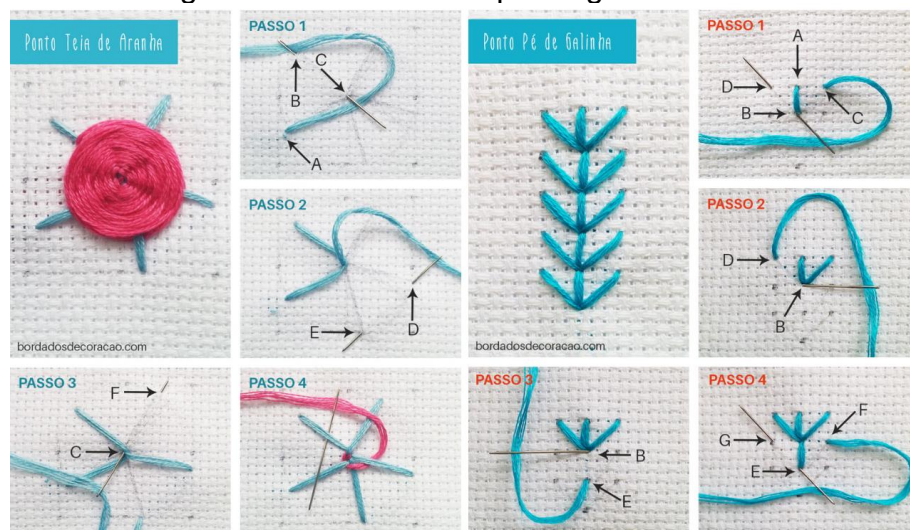 Ponto Teia de Aranha
bordadosdecoracao.com
PASSO 1
C
B
A
PASSO 2
E
D
PASSO 3
F
C
PASSO 4
Ponto Pé de Galinha
bordadosdecoracao.com
PASSO 1
A
D
B
C
PASSO 2
D
B
PASSO 3
B
E
PASSO 4
F
G
E